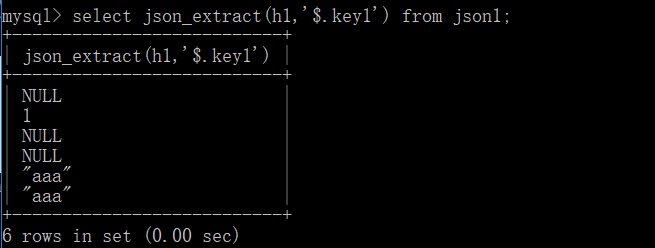 mysql> select json_extract(h1,'$.key1') from json1;
+---------------------------+
| json_extract(h1,'$.key1') |
+---------------------------+
| NULL                      |
| 1                         |
| NULL                      |
| NULL                      |
| "aaa"                     |
| "aaa"                     |
+---------------------------+
6 rows in set (0.00 sec)